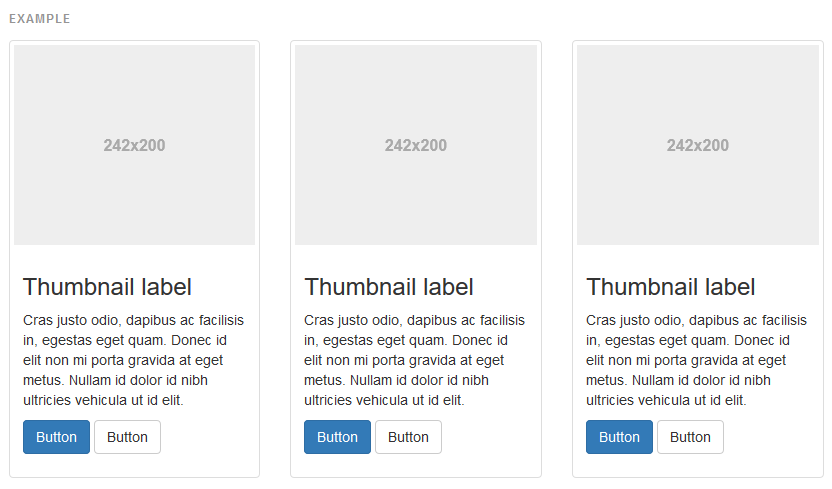 EXAMPLE
242x200
242x200
242x200
Thumbnail label
Cras justo odio, dapibus ac facilisis
in, egestas eget quam. Donec id
elit non mi porta gravida at eget
metus. Nullam id dolor id nibh
ultricies vehicula ut id elit.
Button Button
Thumbnail label
Cras justo odio, dapibus ac facilisis
in, egestas eget quam. Donec id
elit non mi porta gravida at eget
metus. Nullam id dolor id nibh
ultricies vehicula ut id elit.
Button Button
Thumbnail label
Cras justo odio, dapibus ac facilisis
in, egestas eget quam. Donec id
elit non mi porta gravida at eget
metus. Nullam id dolor id nibh
ultricies vehicula ut id elit.
Button Button